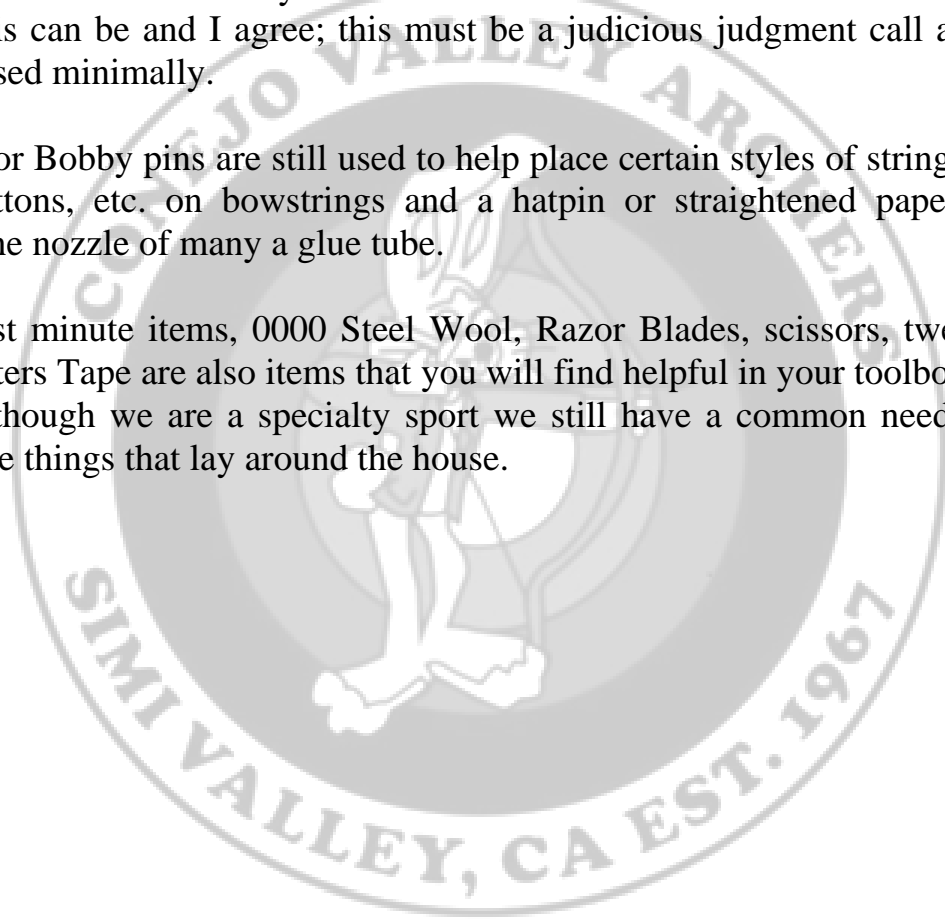 s can be and I agree; this must be a judicious judgment call a
sed minimally.
or Bobby pins are still used to help place certain styles of string
ttons, etc. on bowstrings and a hatpin or straightened pape
ne nozzle of many a glue tube.
st minute items, 0000 Steel Wool, Razor Blades, scissors, two
ters Tape are also items that you will find helpful in your toolbo
though we are a specialty sport we still have a common need
e things that lay around the house.
CONEJO VALLEY ARCHERS
SIMI VALLEY, CA EST. 1967